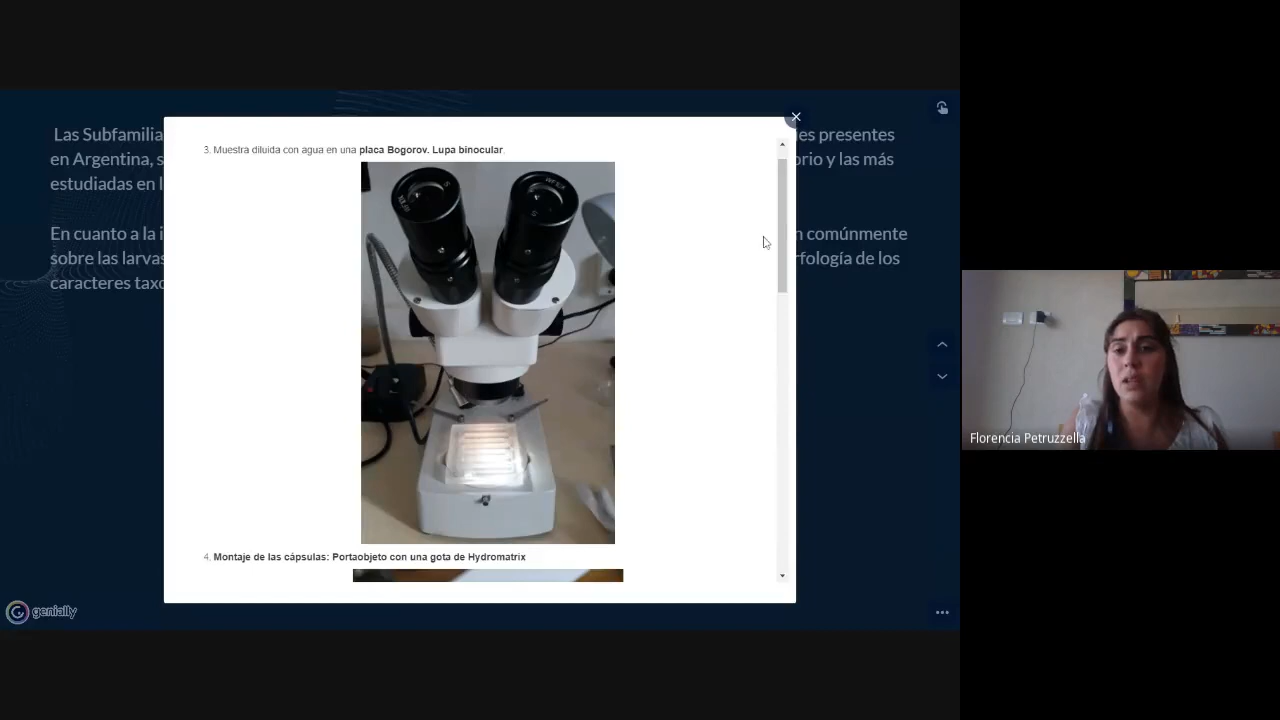 Las Subfamilia
es presentes
en Argentina, s
orio y las más
estudiadas en l
En cuanto a la i
n comúnmente
sobre las larvas
rfología de los
caracteres taxo
3. Muestra diluida con agua en una placa Bogorov. Lupa binocular.
4. Montaje de las cápsulas: Portaobjeto con una gota de Hydromatrix
genially
Florencia Petruzzella